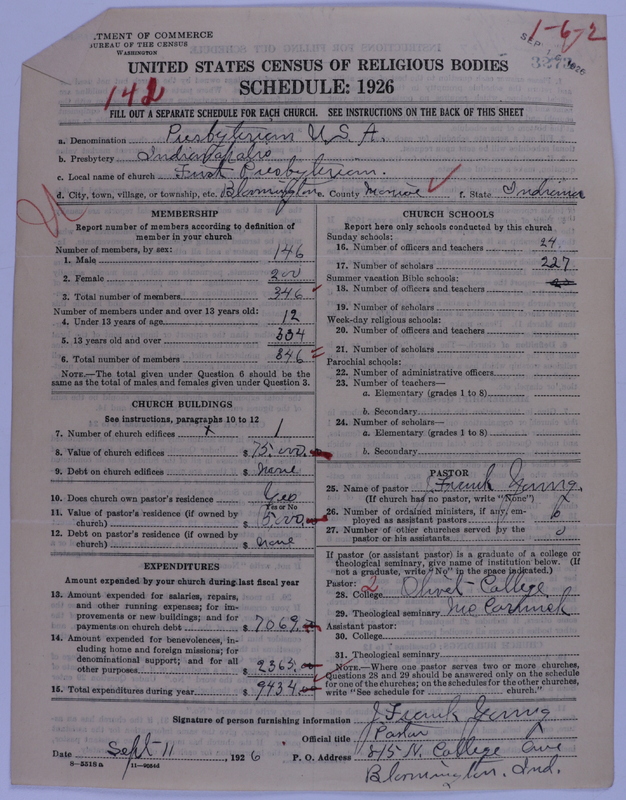 TMENT OF COMMERCE
BUREAU OF THE CENSUS
WASHINGTON
1-6-2
SEP
UNITED STATES CENSUS OF RELIGIOUS BODIES
SCHEDULE: 1926
142
FILL OUT A SEPARATE SCHEDULE FOR EACH CHURCH. SEE INSTRUCTIONS ON THE BACK OF THIS SHEET
a. Denomination Presbyterian U.S.A.
b. Presbytery Indianapolis
c. Local name of church First Presbyterian.
d. City, town, village, or township, etc. Bloomington e. County Monroe f. State Indiana
MEMBERSHIP
Report number of members according to definition of
member in your church
Number of members, by sex:
1. Male 146
2. Female 200
3. Total number of members 346
Number of members under and over 13 years old:
4. Under 13 years of age 12
5. 13 years old and over 334
6. Total number of members 346
NOTE.—The total given under Question 6 should be the
same as the total of males and females given under Question 3.
CHURCH BUILDINGS
See instructions, paragraphs 10 to 12
7. Number of church edifices x 1
8. Value of church edifices $ 75,000.
9. Debt on church edifices $ None
10. Does church own pastor's residence Yes
Yes or No
11. Value of pastor's residence (if owned by
church) $ 5,000
12. Debt on pastor's residence (if owned by
church) $ None
EXPENDITURES
Amount expended by your church during last fiscal year
13. Amount expended for salaries, repairs,
and other running expenses; for im-
provements or new buildings; and for
payments on church debt $ 7069.
14. Amount expended for benevolences, in-
cluding home and foreign missions; for
denominational support; and for all
other purposes $ 2365.
15. Total expenditures during year $ 9434.
CHURCH SCHOOLS
Report here only schools conducted by this church
Sunday schools:
16. Number of officers and teachers 24
17. Number of scholars 227
Summer vacation Bible schools:
18. Number of officers and teachers
19. Number of scholars
Week-day religious schools:
20. Number of officers and teachers
21. Number of scholars
Parochial schools:
22. Number of administrative officers
23. Number of teachers—
a. Elementary (grades 1 to 8)
b. Secondary
24. Number of scholars—
a. Elementary (grades 1 to 8)
b. Secondary
PASTOR
25. Name of pastor J Frank Young
(If church had no pastor, write "None")
26. Number of ordained ministers, if any, em-
ployed as assistant pastors 0
27. Number of other churches served by the
pastor or his assistants 0
If pastor (or assistant pastor) is a graduate of a college or
theological seminary, give name of institution below. (If
not a graduate, write "No" in the space indicated.)
Pastor: 2
28. College Olivet College
29. Theological seminary McCormick
Assistant pastor:
30. College
31. Theological seminary
NOTE.—Where one pastor serves two or more churches,
Questions 28 and 29 should be answered only on the schedule
for one of the churches; on the schedules for the other churches,
write "See schedule for church."
Signature of person furnishing information J. Frank Young
Official title Pastor
Date Sept 11, 1926 P. O. Address 815 N. College Ave
8-5318a 11-9054d Bloomington. Ind.